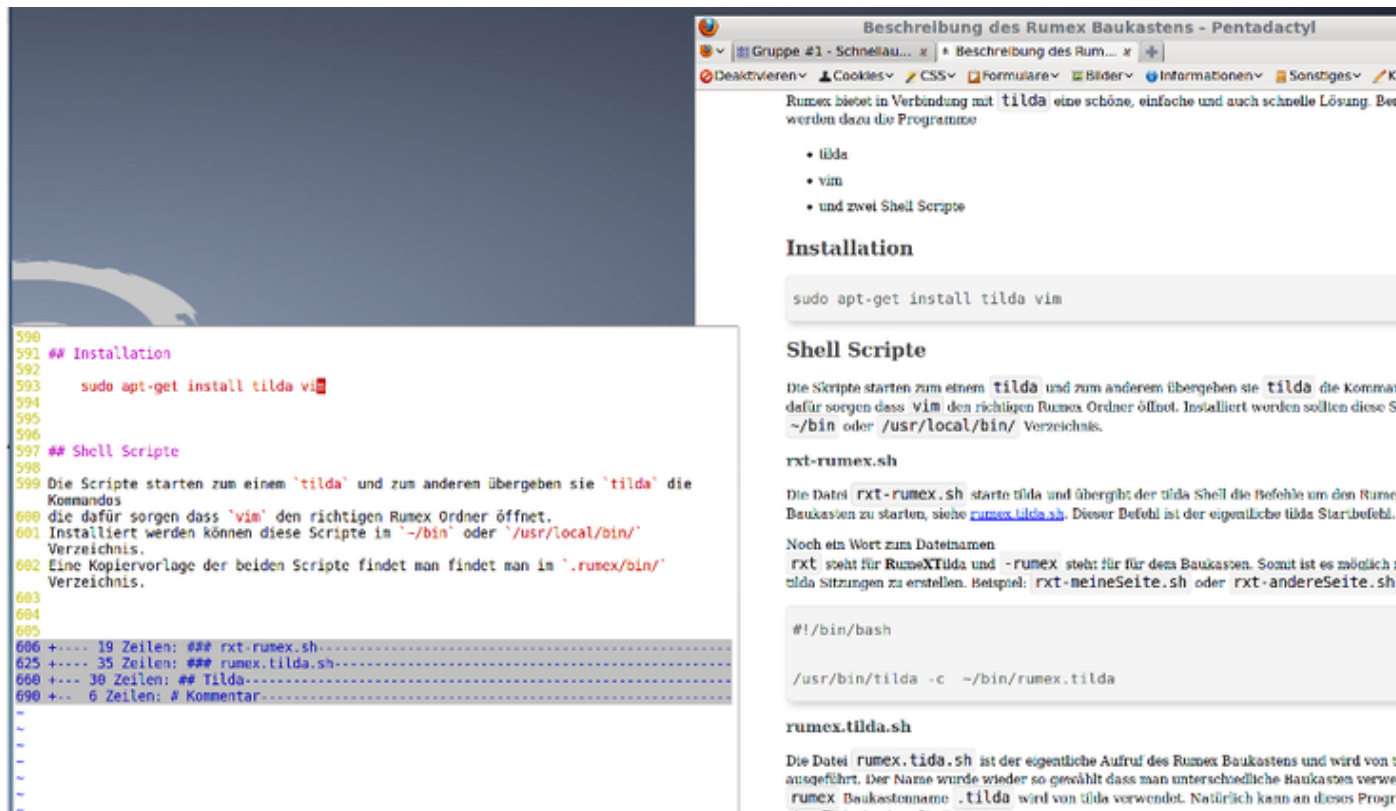 Beschreibung des Rumex Baukastens - Pentadactyl
Gruppe #1 - Schnellau... x Beschreibung des Rum... x +
Deaktivieren Cookies CSS Formulare Bilder Informationen Sonstiges
Rumex bietet in Verbindung mit tilda eine schöne, einfache und auch schnelle Lösung.
werden dazu die Programme
• tilda
• vim
• und zwei Shell Scripte
Installation
sudo apt-get install tilda vim
Shell Scripte
Die Skripte starten zum einem tilda und zum anderem übergeben sie tilda die
dafür sorgen dass vim den richtigen Rumex Ordner öffnet. Installiert werden sollten diese
~/bin oder /usr/local/bin/ Verzeichnis.
rxt-rumex.sh
Die Datei rxt-rumex.sh starte tilda und übergibt der tilda Shell die Befehle um den
Baukasten zu starten, siehe rumex.tilda.sh. Dieser Befehl ist der eigentliche tilda Startbefehl.
Noch ein Wort zum Dateinamen
rxt steht für RumeXTilda und -rumex steht für für dem Baukasten. Somit ist es möglich
tilda Sitzungen zu erstellen. Beispiel: rxt-meineSeite.sh oder rxt-andereSeite.sh
#!/bin/bash
/usr/bin/tilda -c ~/bin/rumex.tilda
rumex.tilda.sh
Die Datei rumex.tida.sh ist der eigentliche Aufruf des Rumex Baukastens und wird von
ausgeführt. Der Name wurde wieder so gewählt dass man unterschiedliche Baukasten
rumex Baukastenname .tilda wird von tilda verwendet. Natürlich kann an dieses
590
591 ## Installation
592
593 sudo apt-get install tilda vim
594
595
596
597 ## Shell Scripte
598
599 Die Scripte starten zum einem `tilda` und zum anderem übergeben sie `tilda` die
Kommandos
600 die dafür sorgen dass `vim` den richtigen Rumex Ordner öffnet.
601 Installiert werden können diese Scripte im `~/bin` oder `/usr/local/bin/`
Verzeichnis.
602 Eine Kopiervorlage der beiden Scripte findet man findet man im `.rumex/bin/`
Verzeichnis.
603
604
605
606 +---- 19 Zeilen: ### rxt-rumex.sh--------------------------------------------------
625 +---- 35 Zeilen: ### rumex.tilda.sh------------------------------------------------
660 +--- 30 Zeilen: ## Tilda-----------------------------------------------------------
690 +-- 6 Zeilen: # Kommentar---------------------------------------------------------
~
~
~
~
~
~